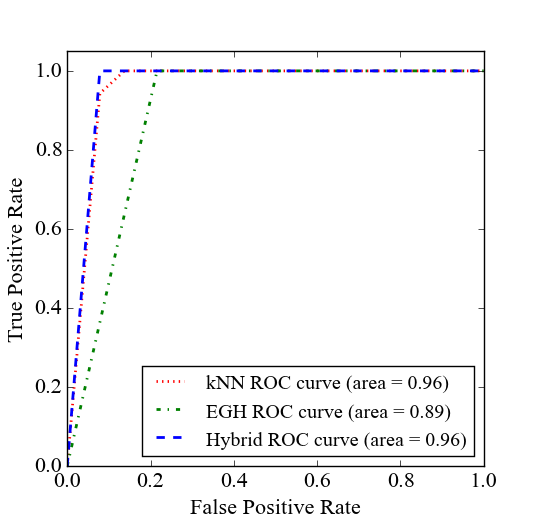 1.0
0.8
0.6
0.4
0.2
0.0
True Positive Rate
kNN ROC curve (area = 0.96)
EGH ROC curve (area = 0.89)
Hybrid ROC curve (area = 0.96)
0.0 0.2 0.4 0.6 0.8 1.0
False Positive Rate